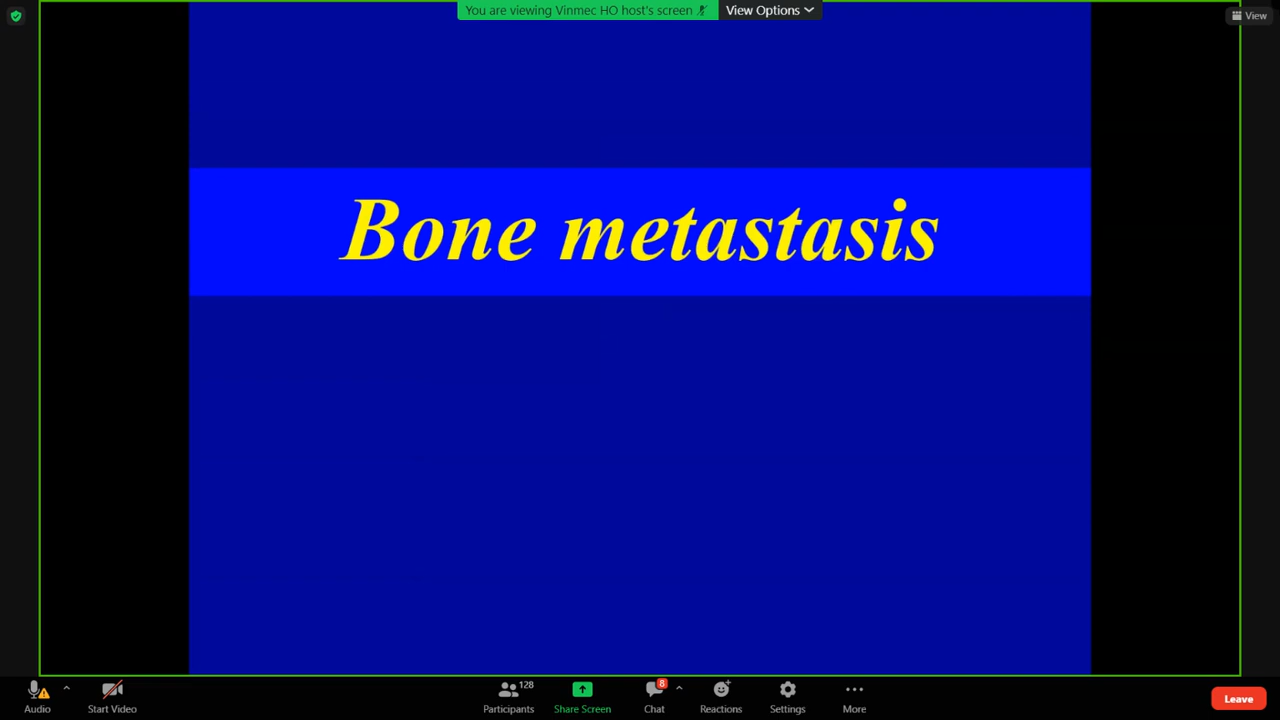 You are viewing Vinmec HO host's screen
View Options
View
Bone metastasis
128
8
Audio
Start Video
Participants
Share Screen
Chat
Reactions
Settings
More
Leave